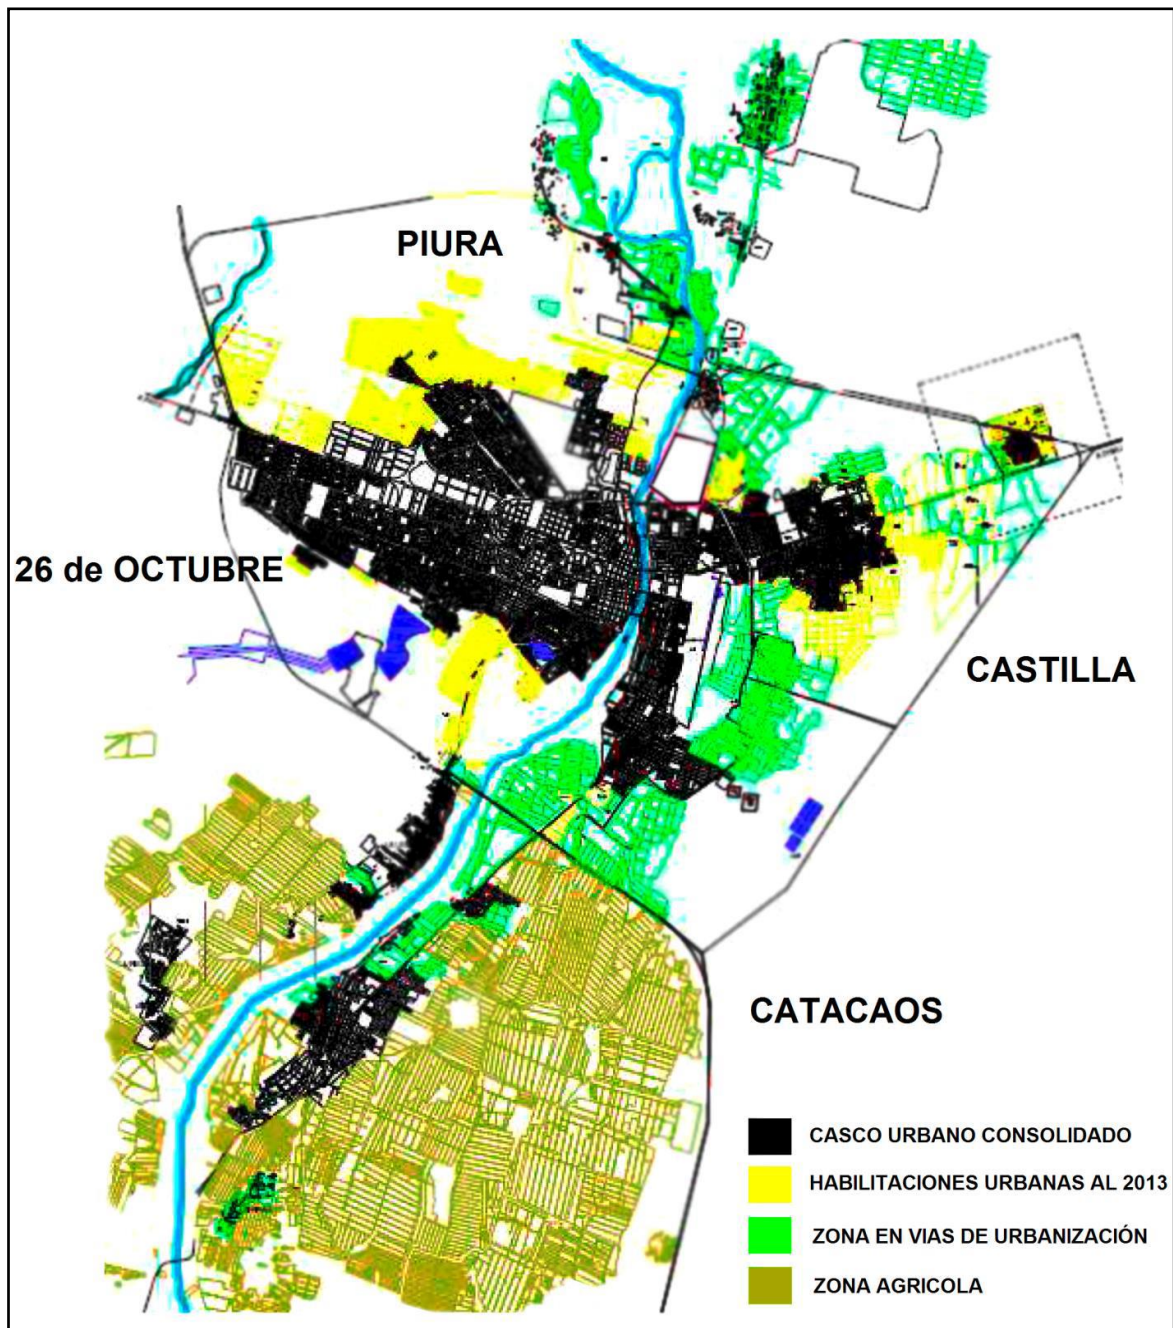 PIURA
26 de OCTUBRE
CASTILLA
CATACAOS
CASCO URBANO CONSOLIDADO
HABILITACIONES URBANAS AL 2013
ZONA EN VIAS DE URBANIZACIÓN
ZONA AGRICOLA